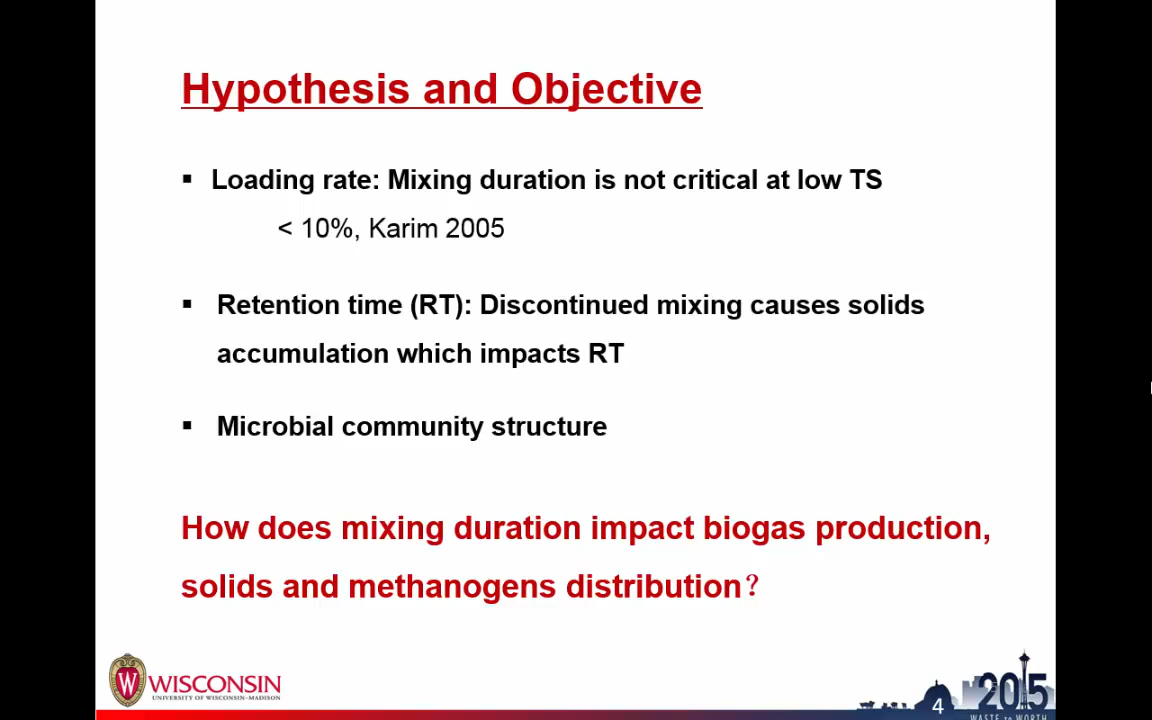 Hypothesis and Objective
▪ Loading rate: Mixing duration is not critical at low TS
< 10%, Karim 2005
▪ Retention time (RT): Discontinued mixing causes solids
accumulation which impacts RT
▪ Microbial community structure
How does mixing duration impact biogas production,
solids and methanogens distribution?
W WISCONSIN
UNIVERSITY OF WISCONSIN-MADISON
4
2015
WASTE to WORTH